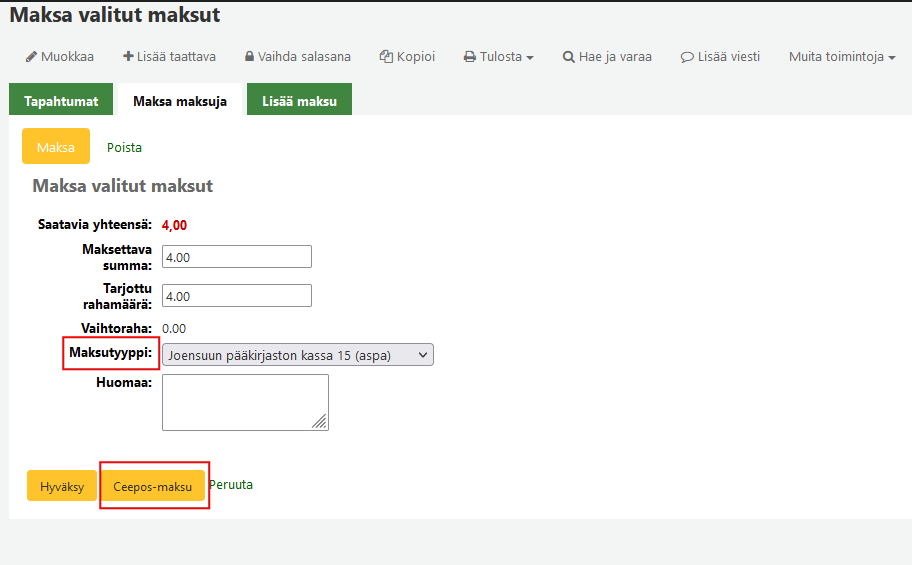 Maksa valitut maksut
Muokkaa Lisää taattava Vaihda salasana Kopioi Tulosta Hae ja varaa Lisää viesti Muita toimintoja
Tapahtumat Maksa maksuja Lisää maksu
Maksa Poista
Maksa valitut maksut
Saatavia yhteensä: 4,00
Maksettava
summa: 4.00
Tarjottu
rahamäärä: 4.00
Vaihtoraha: 0.00
Maksutyyppi: Joensuun pääkirjaston kassa 15 (aspa)
Huomaa:
Hyväksy Ceepos-maksu Peruuta